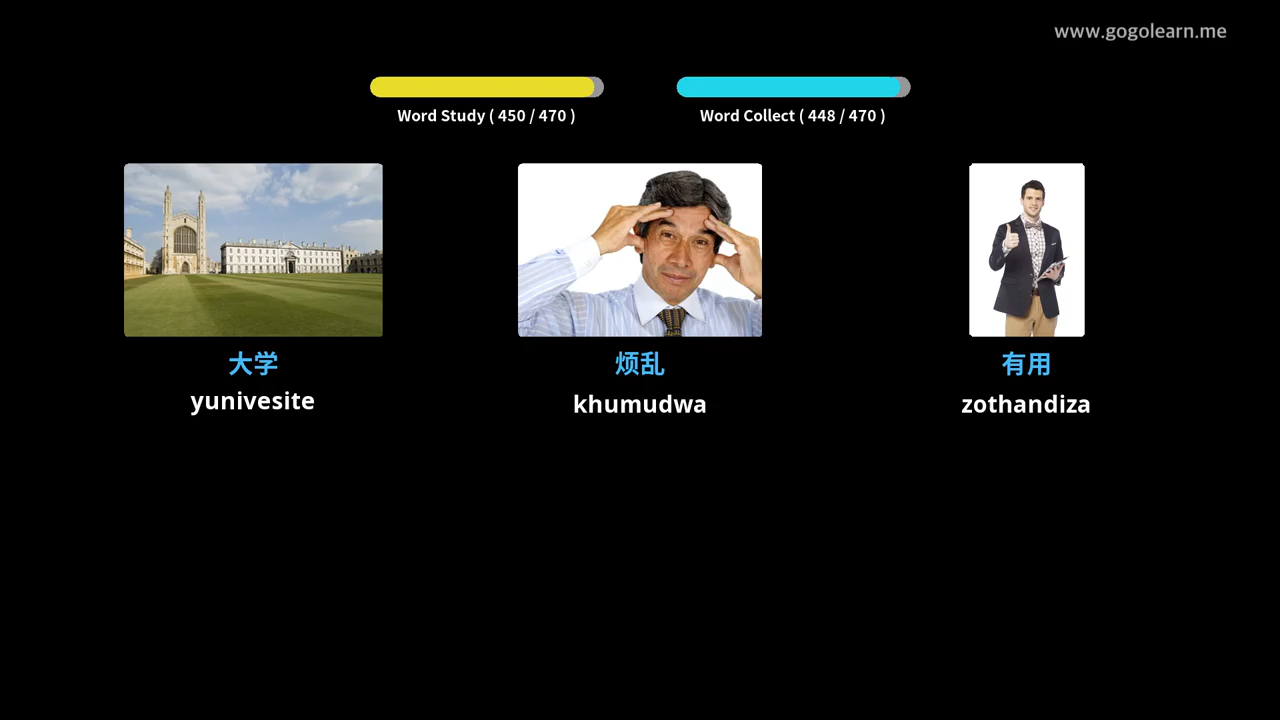 www.gogolearn.me
Word Study ( 450 / 470 )
Word Collect ( 448 / 470 )
大学
烦乱
有用
yunivesite
khumudwa
zothandiza